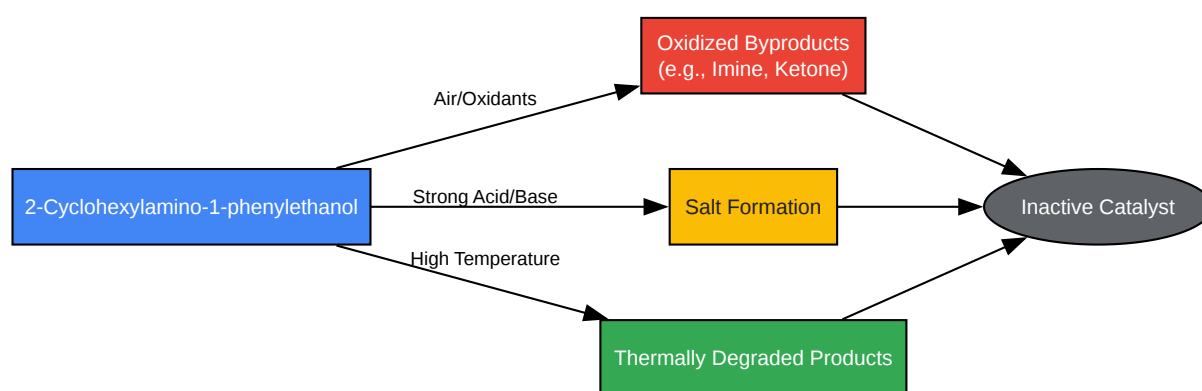 Oxidized Byproducts
(e.g., Imine, Ketone)
Air/Oxidants
2-Cyclohexylamino-1-phenylethanol
Strong Acid/Base
Salt Formation
Inactive Catalyst
High Temperature
Thermally Degraded Products